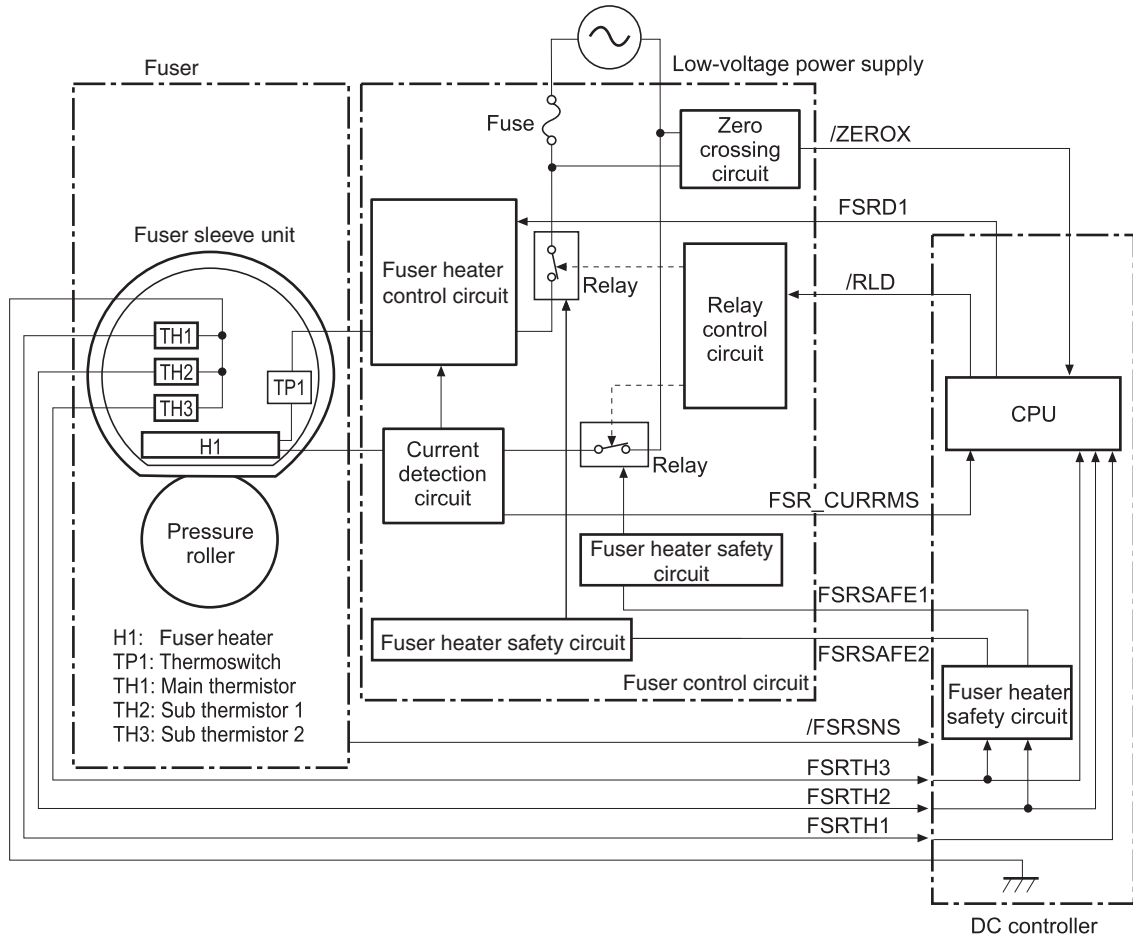 Fuser
Low-voltage power supply
Fuse
Zero
crossing
circuit
/ZEROX
FSRD1
Fuser sleeve unit
Fuser heater
control circuit
Relay
Relay
control
circuit
/RLD
TH1
TH2
TH3
TP1
H1
CPU
Current
detection
circuit
Relay
FSR_CURRMS
Pressure
roller
Fuser heater safety
circuit
FSRSAFE1
Fuser heater safety circuit
FSRSAFE2
H1: Fuser heater
TP1: Thermoswitch
TH1: Main thermistor
TH2: Sub thermistor 1
TH3: Sub thermistor 2
Fuser control circuit
Fuser heater
safety circuit
/FSRSNS
FSRTH3
FSRTH2
FSRTH1
DC controller